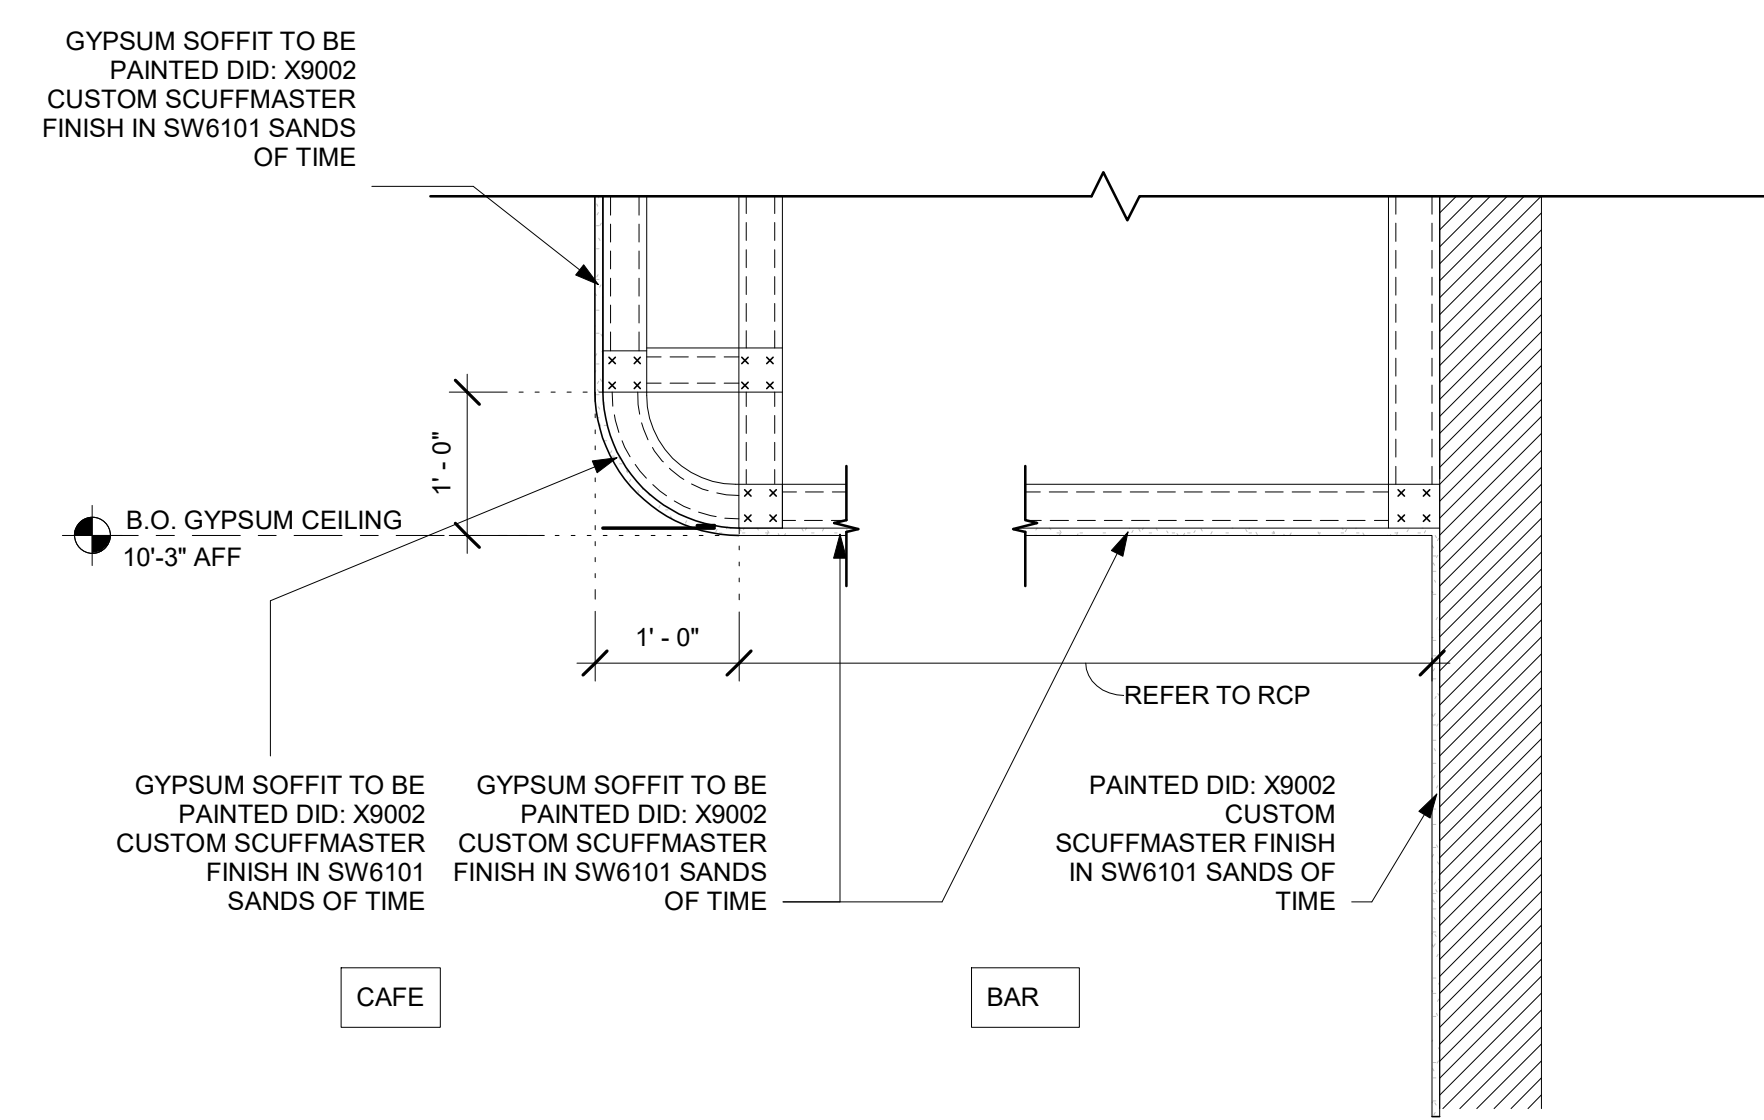 GYPSUM SOFFIT TO BE
PAINTED DID: X9002
CUSTOM SCUFFMASTER
FINISH IN SW6101 SANDS
OF TIME
1' - 0"
B.O. GYPSUM CEILING
10'-3" AFF
1' - 0"
REFER TO RCP
GYPSUM SOFFIT TO BE
PAINTED DID: X9002
CUSTOM SCUFFMASTER
FINISH IN SW6101
SANDS OF TIME
GYPSUM SOFFIT TO BE
PAINTED DID: X9002
CUSTOM SCUFFMASTER
FINISH IN SW6101 SANDS
OF TIME
PAINTED DID: X9002
CUSTOM
SCUFFMASTER FINISH
IN SW6101 SANDS OF
TIME
CAFE
BAR